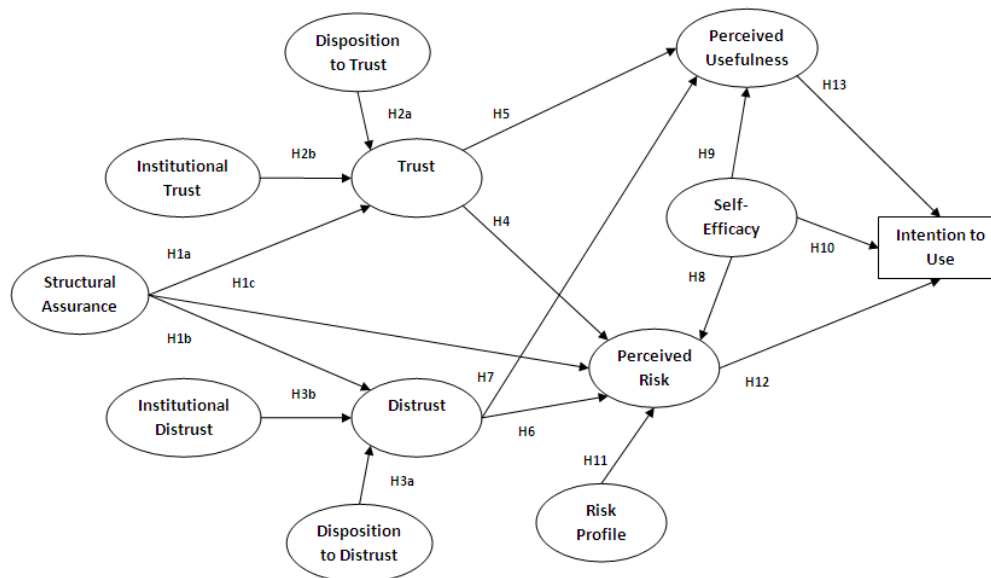 Disposition
to Trust
Perceived
Usefulness
H13
H2a
H5
Institutional
Trust
H2b
Trust
H9
Self-
Efficacy
H4
H10
Intention to
Use
H1a
H1c
H8
Structural
Assurance
H1b
Perceived
Risk
H7
H12
Institutional
Distrust
H3b
Distrust
H6
H11
H3a
Risk
Profile
Disposition
to Distrust